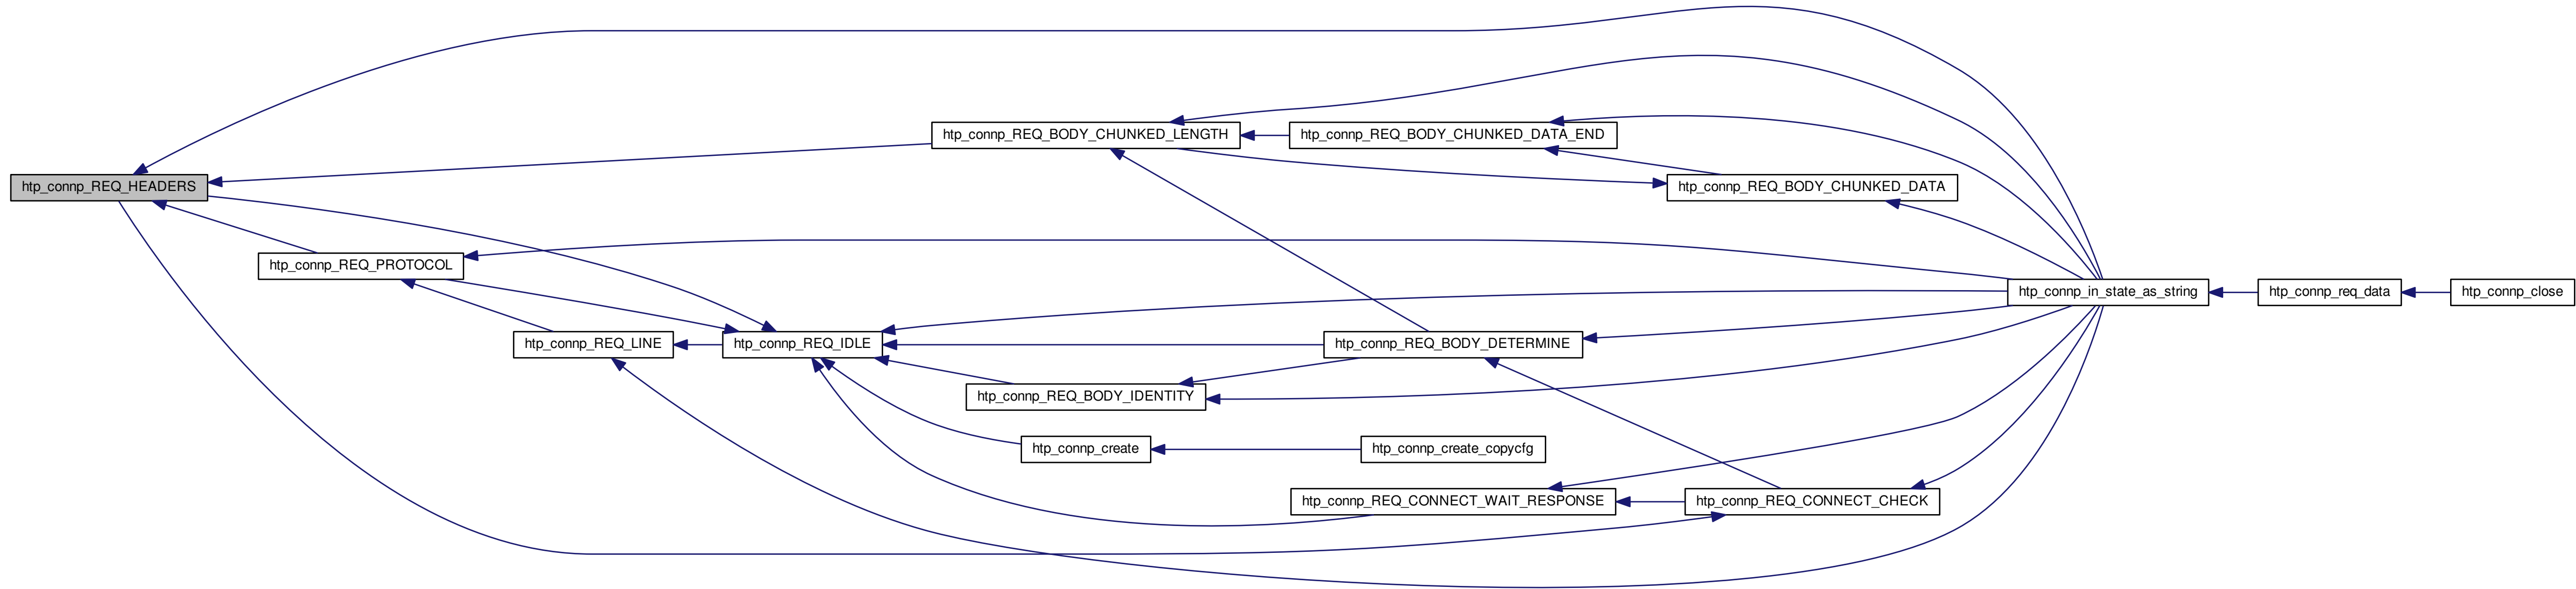 htp_connp_REQ_HEADERS
htp_connp_REQ_PROTOCOL
htp_connp_REQ_LINE
htp_connp_REQ_IDLE
htp_connp_REQ_BODY_CHUNKED_LENGTH
htp_connp_REQ_BODY_IDENTITY
htp_connp_create
htp_connp_REQ_BODY_CHUNKED_DATA_END
htp_connp_REQ_BODY_DETERMINE
htp_connp_create_copycfg
htp_connp_REQ_CONNECT_WAIT_RESPONSE
htp_connp_REQ_BODY_CHUNKED_DATA
htp_connp_REQ_CONNECT_CHECK
htp_connp_in_state_as_string
htp_connp_req_data
htp_connp_close